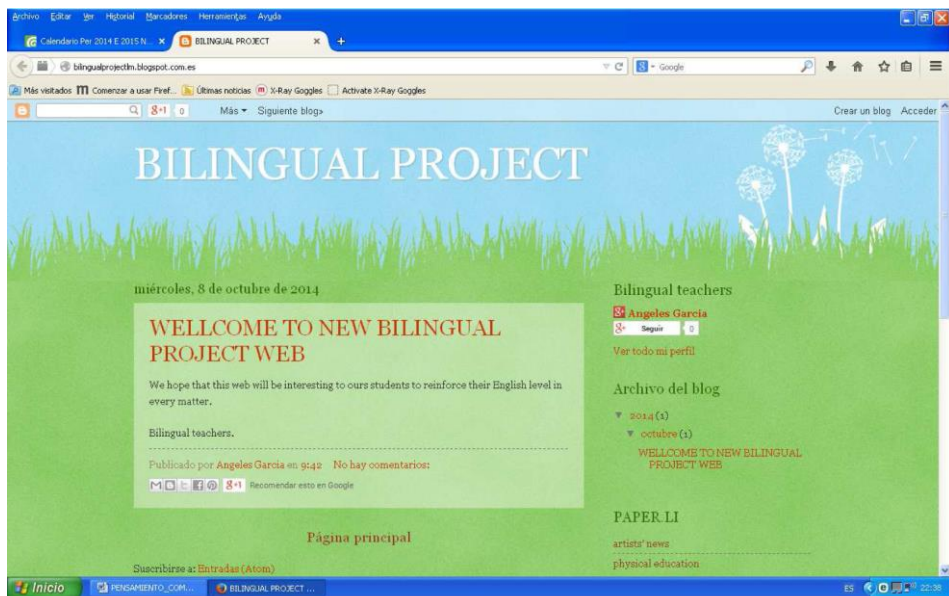 Archivo Editar Ver Historial Marcadores Herramientas Ayuda
Calendario Per 2014 E 2015 N... × BILINGUAL PROJECT × +
bilingualprojectlm.blogspot.com.es Google
Más visitados Comenzar a usar Firef... Últimas noticias X-Ray Goggles Activate X-Ray Goggles
g+1 0 Más Siguiente blog» Crear un blog Acceder
BILINGUAL PROJECT
miércoles, 8 de octubre de 2014
WELLCOME TO NEW BILINGUAL
PROJECT WEB
We hope that this web will be interesting to ours students to reinforce their English level in
every matter.
Bilingual teachers.
Publicado por Angeles Garcia en 9:42 No hay comentarios:
g+1 Recomendar esto en Google
Página principal
Suscribirse a: Entradas (Atom)
Bilingual teachers
Angeles Garcia
g+ Seguir 0
Ver todo mi perfil
Archivo del blog
▼ 2014 (1)
▼ octubre (1)
WELLCOME TO NEW BILINGUAL
PROJECT WEB
PAPER LI
artists' news
physical education
Inicio PENSAMIENTO_COM... BILINGUAL PROJECT ... ES 22:38